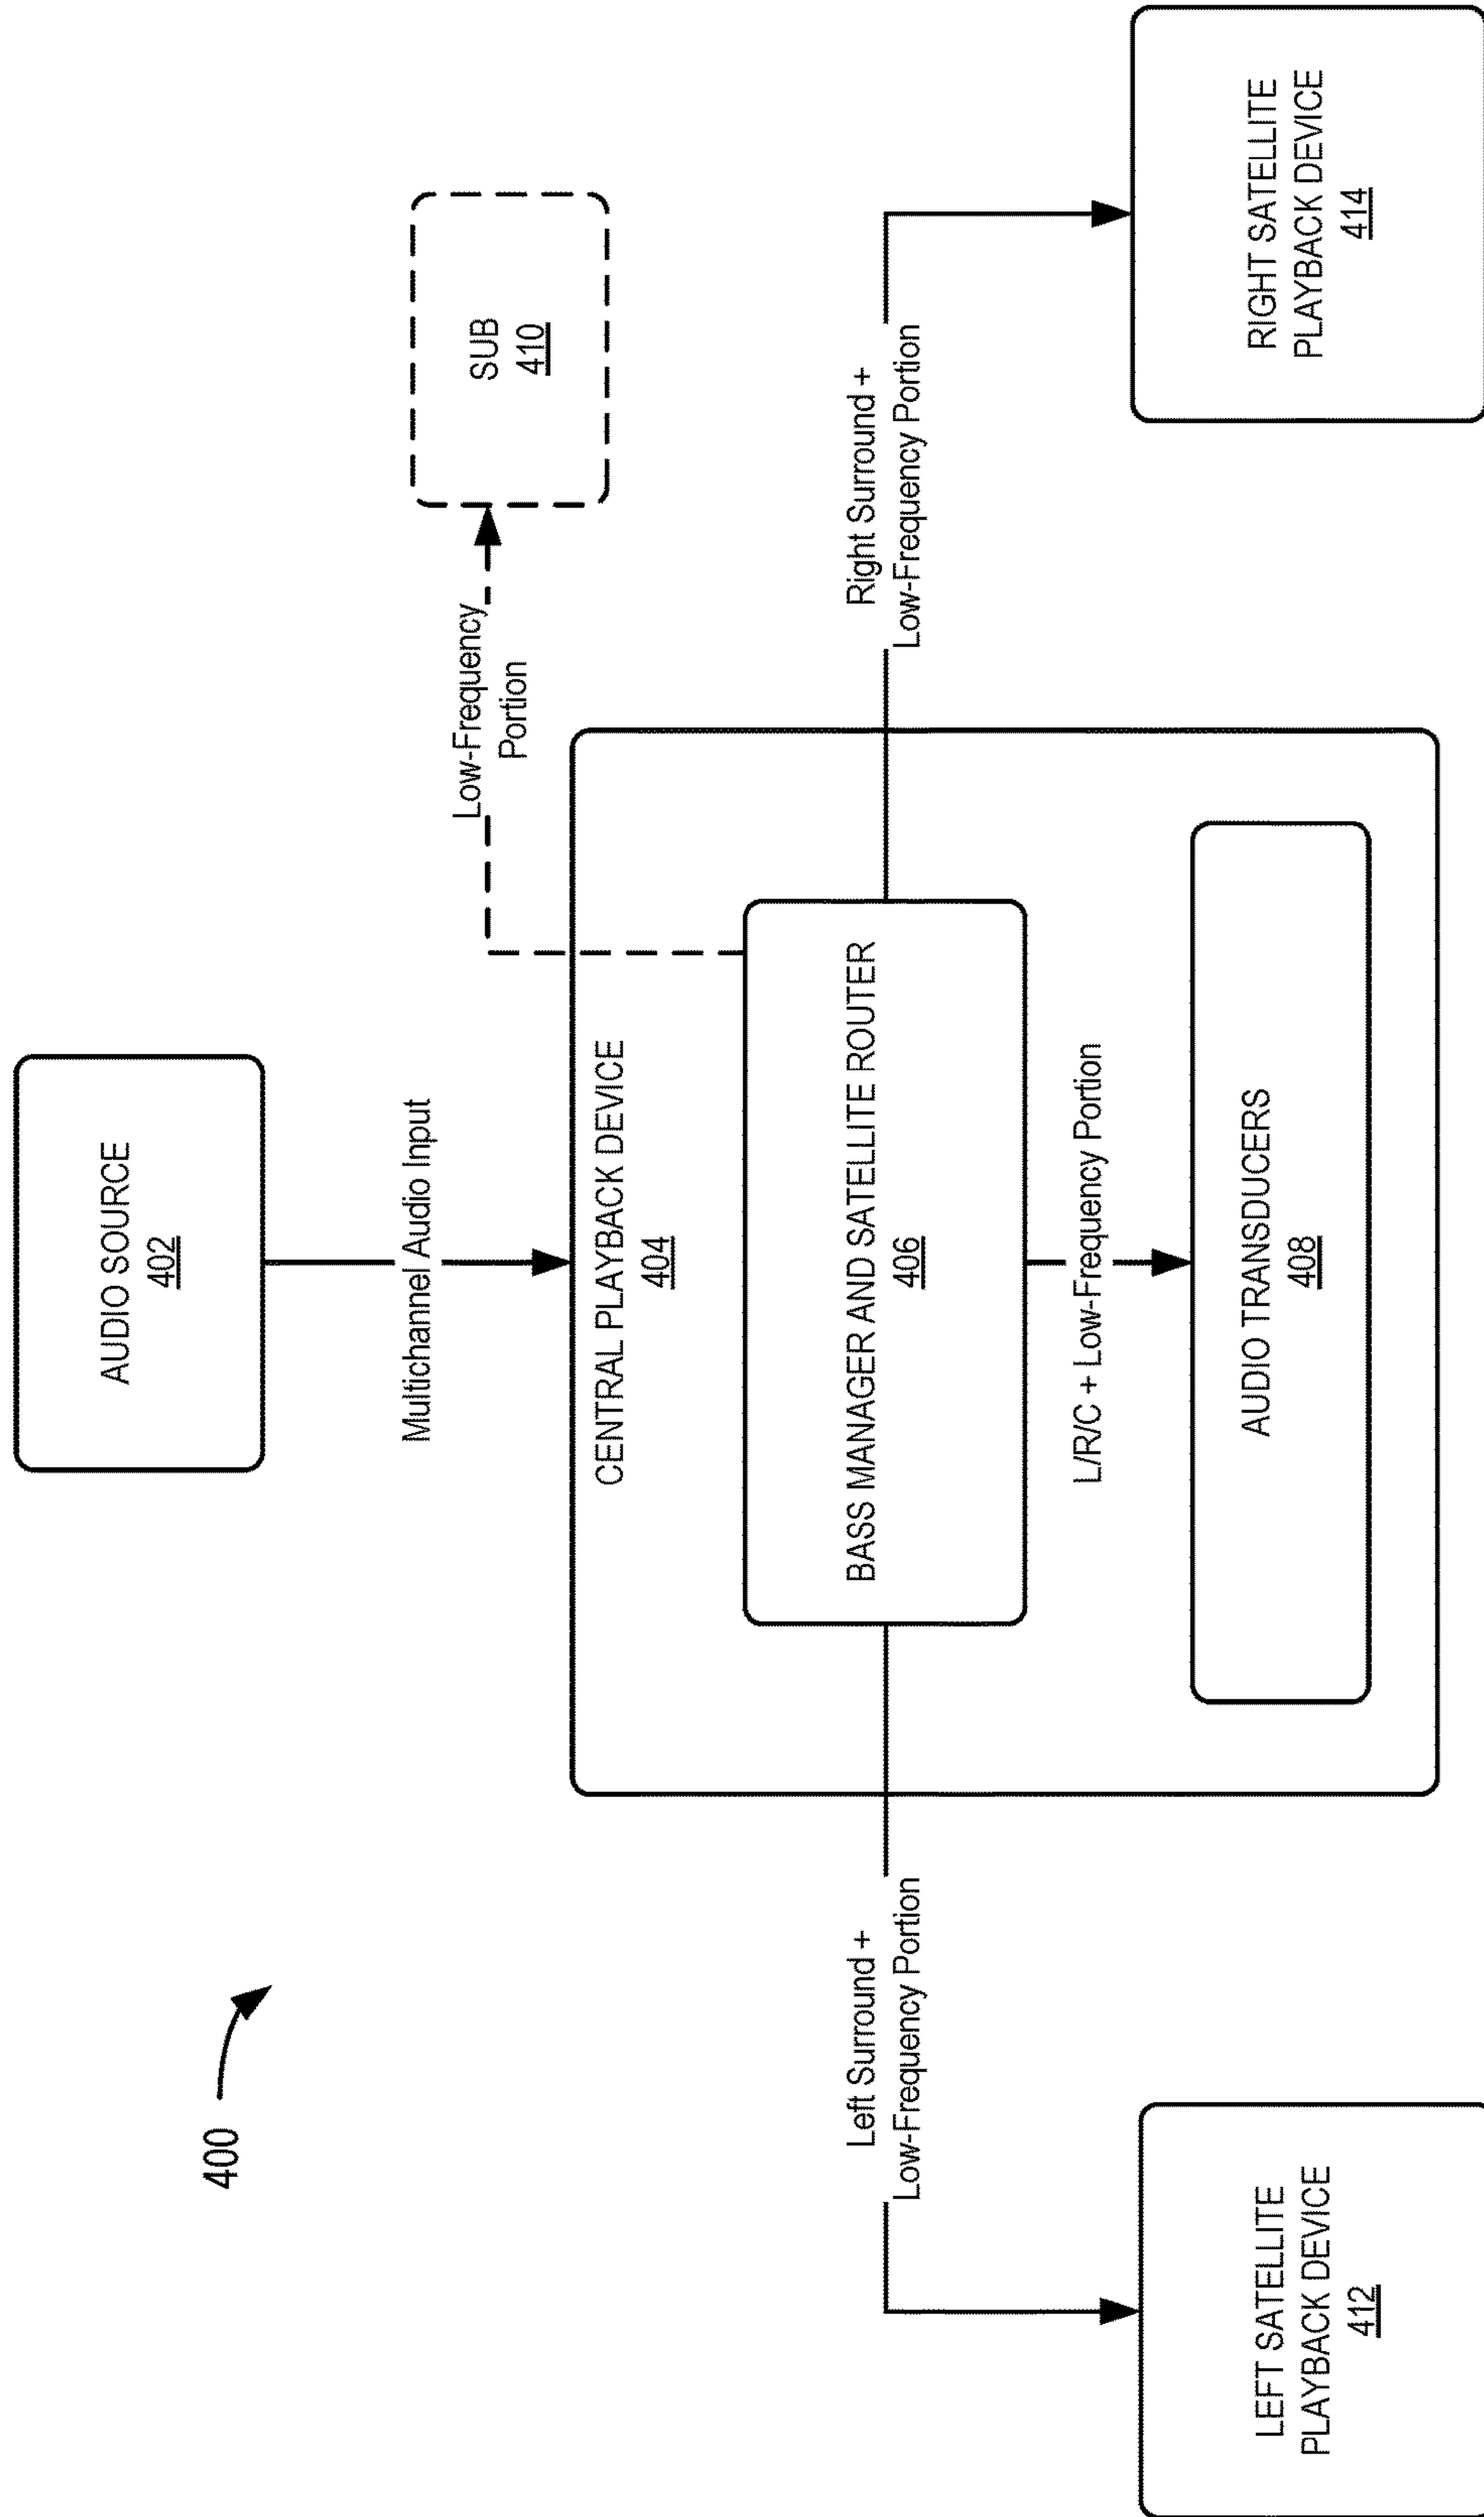 400
AUDIO SOURCE
402
Multichannel Audio Input
Low-Frequency
Portion
SUB
410
CENTRAL PLAYBACK DEVICE
404
Left Surround +
Low-Frequency Portion
BASS MANAGER AND SATELLITE ROUTER
406
Right Surround +
Low-Frequency Portion
L/R/C + Low-Frequency Portion
AUDIO TRANSDUCERS
408
LEFT SATELLITE
PLAYBACK DEVICE
412
RIGHT SATELLITE
PLAYBACK DEVICE
414